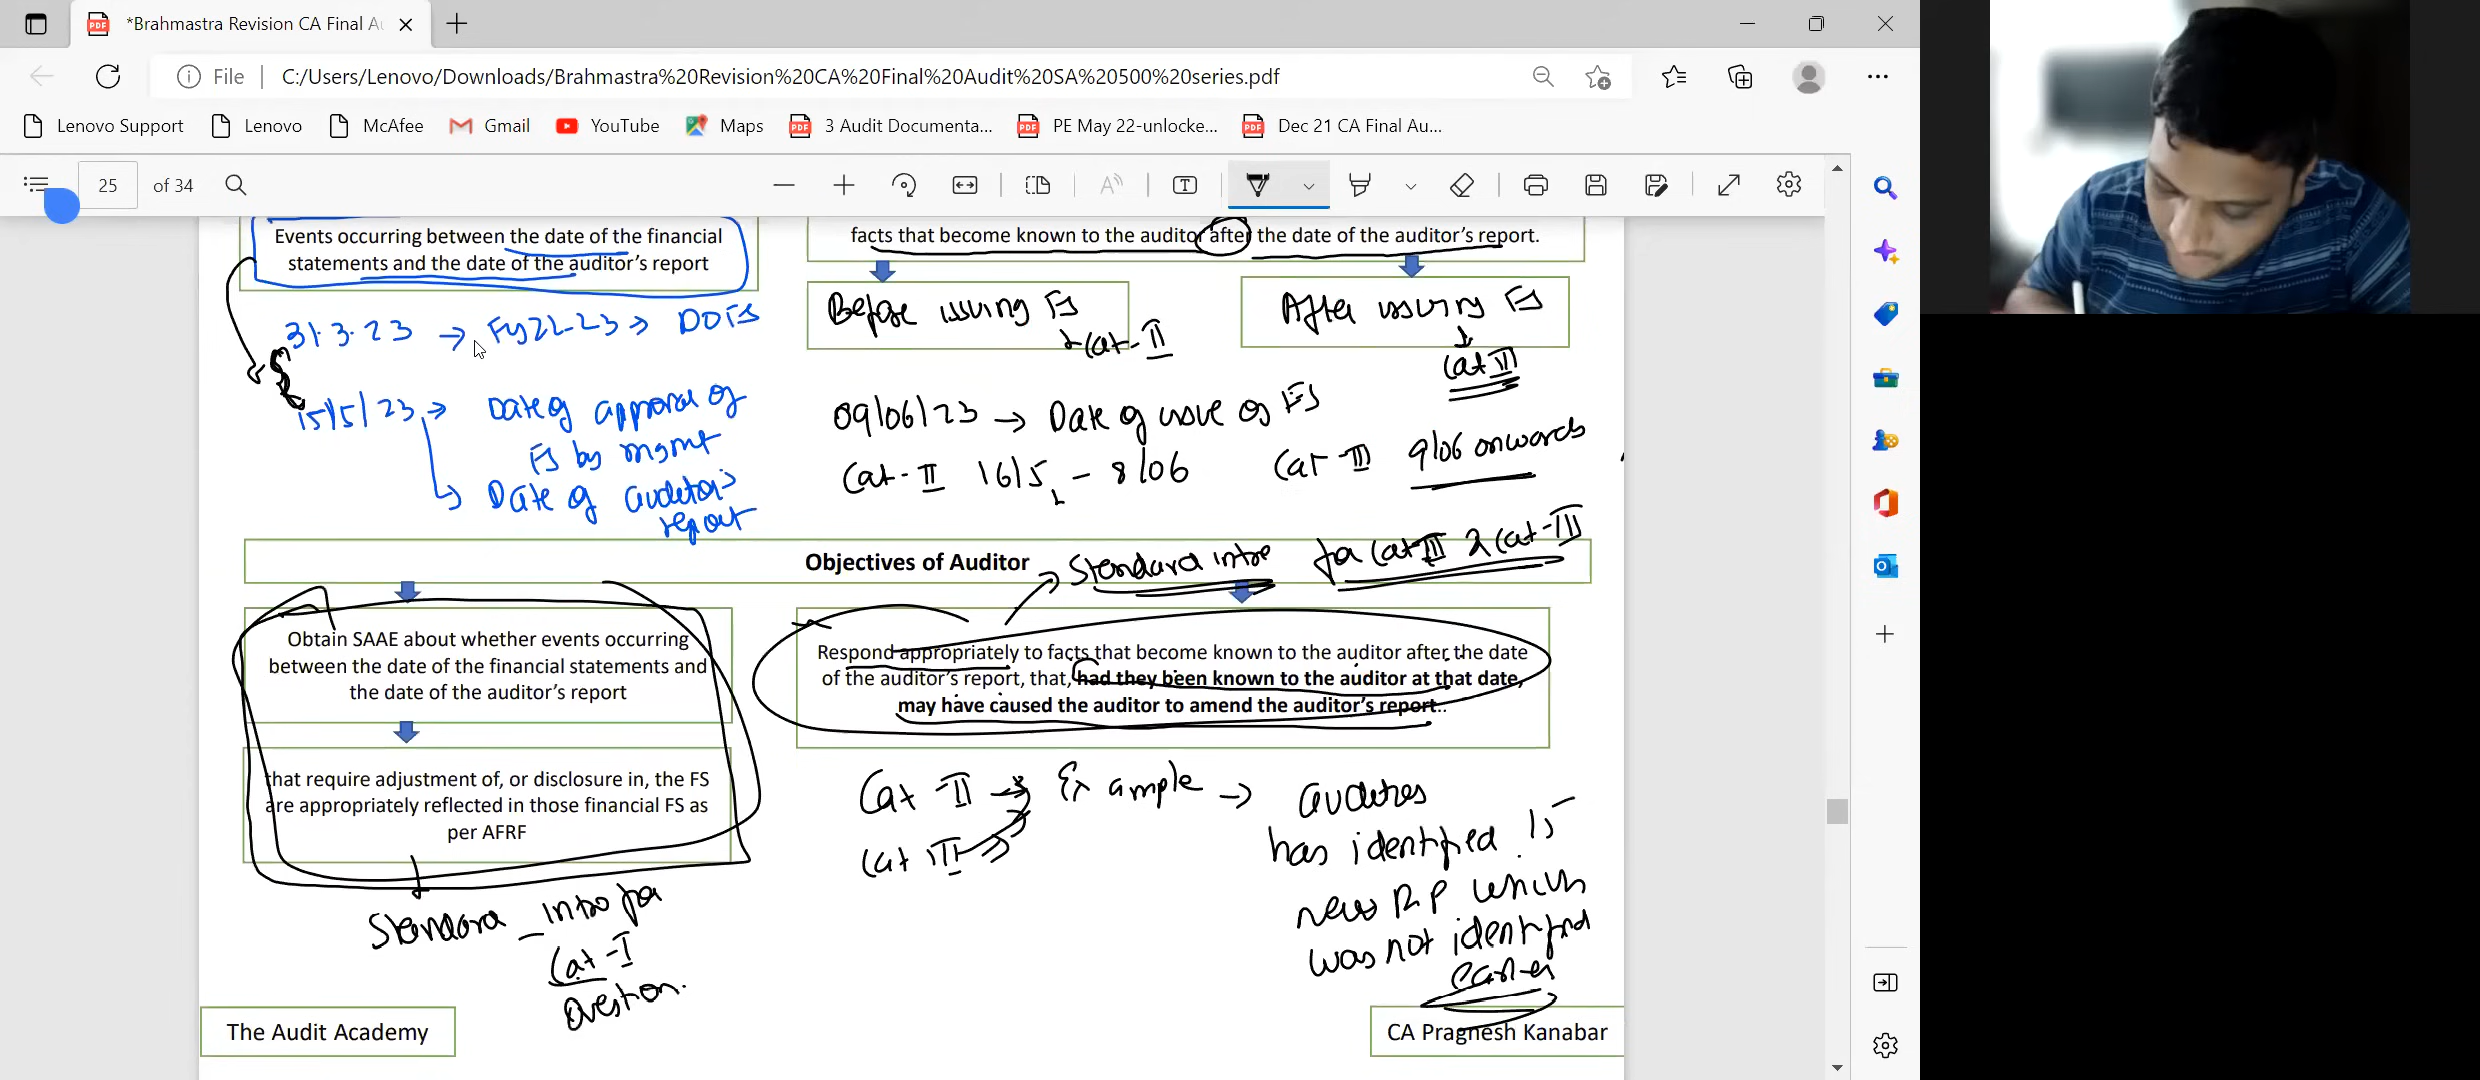 *Brahmastra Revision CA Final Au
File
C:/Users/Lenovo/Downloads/Brahmastra%20Revision%20CA%20Final%20Audit%20SA%20500%20series.pdf
Lenovo Support
Lenovo
McAfee
Gmail
YouTube
Maps
3 Audit Documenta...
PE May 22-unlocke...
Dec 21 CA Final Au...
25 of 34
Events occurring between the date of the financial
statements and the date of the auditor's report
31.3.23 → FY22-23 → DOFS
15/5/23 → Date of approval of
FS by mgmt
Date of auditor's
report
facts that become known to the auditor after the date of the auditor's report.
Before issuing FS
Cat-II
After issuing FS
09/06/23 → Date of issue of FS
Cat-II 16/5 - 8/06
Cat-III 9/06 onwards
Objectives of Auditor
Standard intro for Cat II & Cat-III
Obtain SAAE about whether events occurring
between the date of the financial statements and
the date of the auditor's report
that require adjustment of, or disclosure in, the FS
are appropriately reflected in those financial FS as
per AFRF
Standard intro for
Cat-I
Question.
Respond appropriately to facts that become known to the auditor after the date
of the auditor's report, that, had they been known to the auditor at that date,
may have caused the auditor to amend the auditor's report..
Cat-II → Example →
Cat III
has identified 15
new RP which
was not identified
earlier
The Audit Academy
CA Pragnesh Kanabar